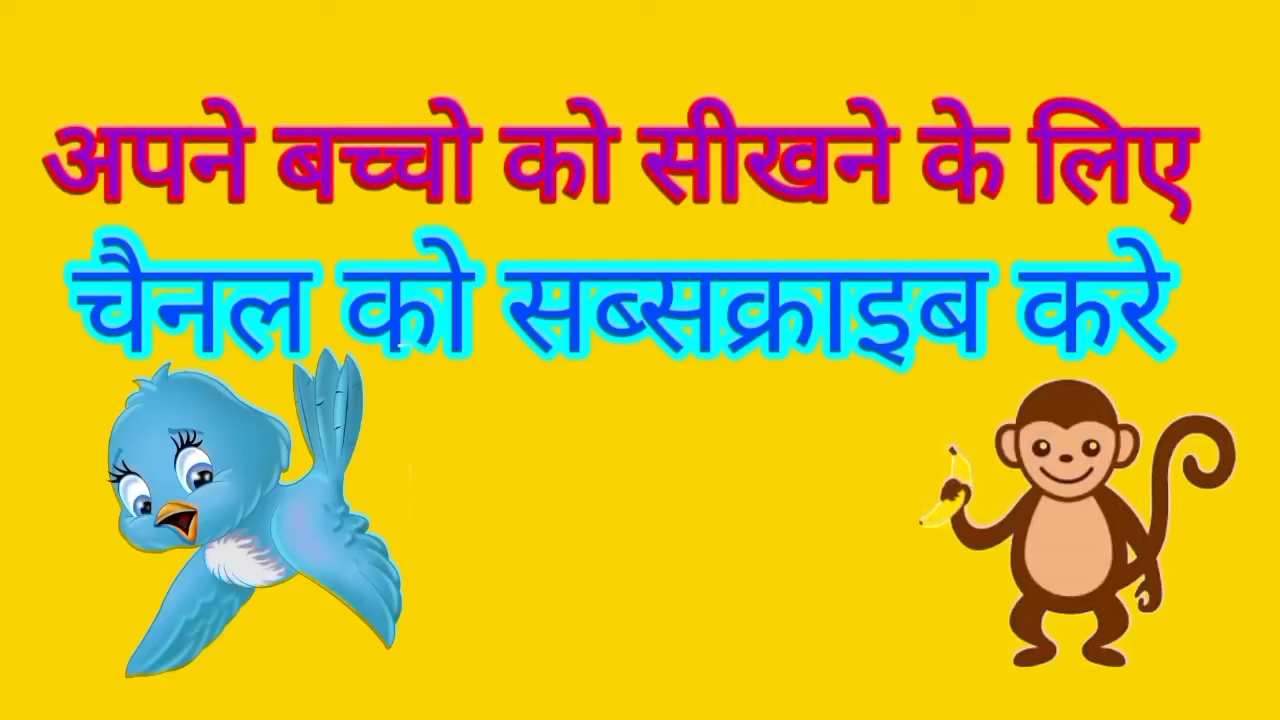 अपने बच्चो को सीखने के लिए
चैनल को सब्सक्राइब करे